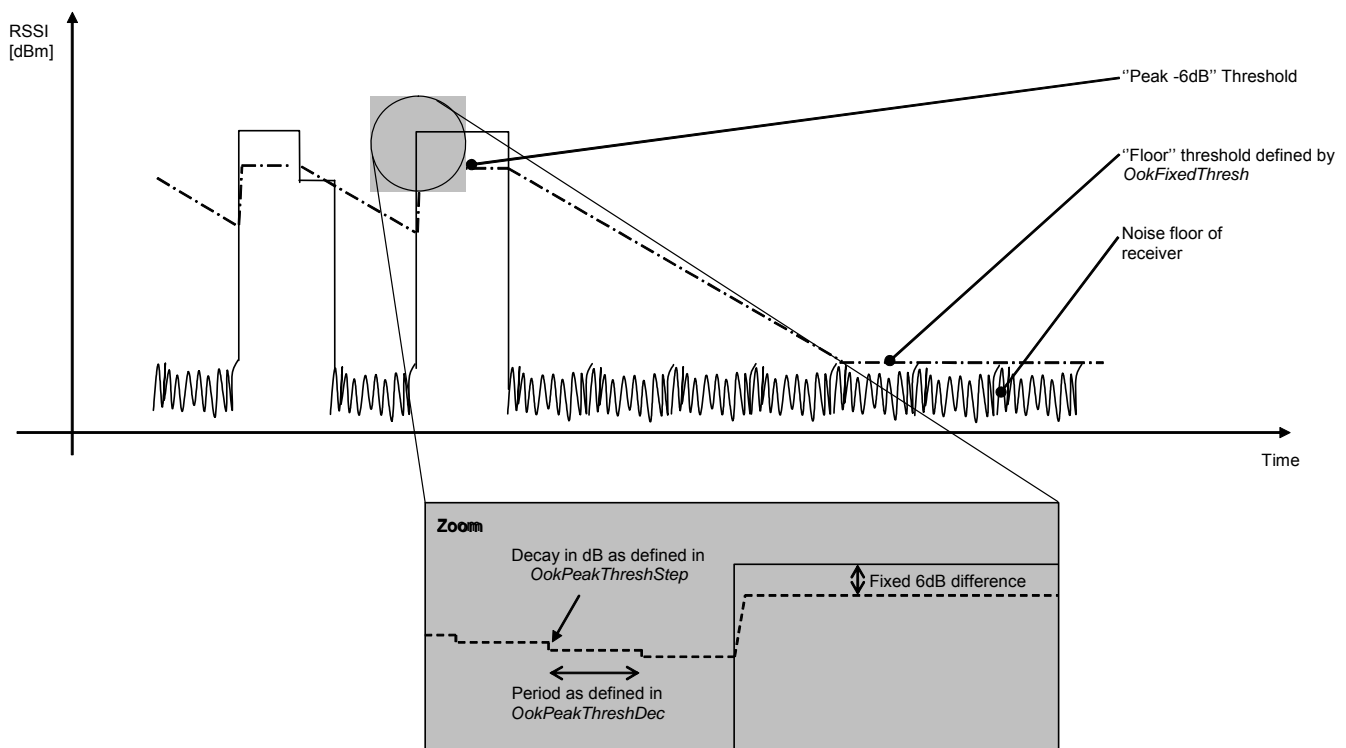 RSSI
[dBm]
‘’Peak -6dB’’ Threshold
‘’Floor’’ threshold defined by
OokFixedThresh
Noise floor of
receiver
Time
Zoom
Decay in dB as defined in
OokPeakThreshStep
Fixed 6dB difference
Period as defined in
OokPeakThreshDec